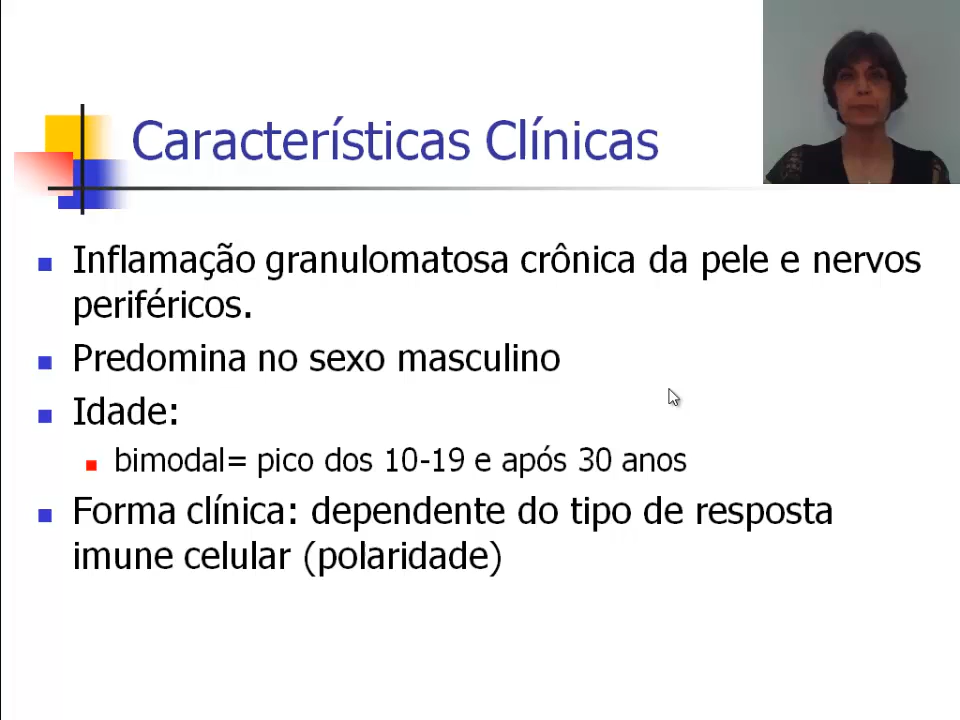 Características Clínicas
Inflamação granulomatosa crônica da pele e nervos
periféricos.
Predomina no sexo masculino
Idade:
bimodal= pico dos 10-19 e após 30 anos
Forma clínica: dependente do tipo de resposta
imune celular (polaridade)